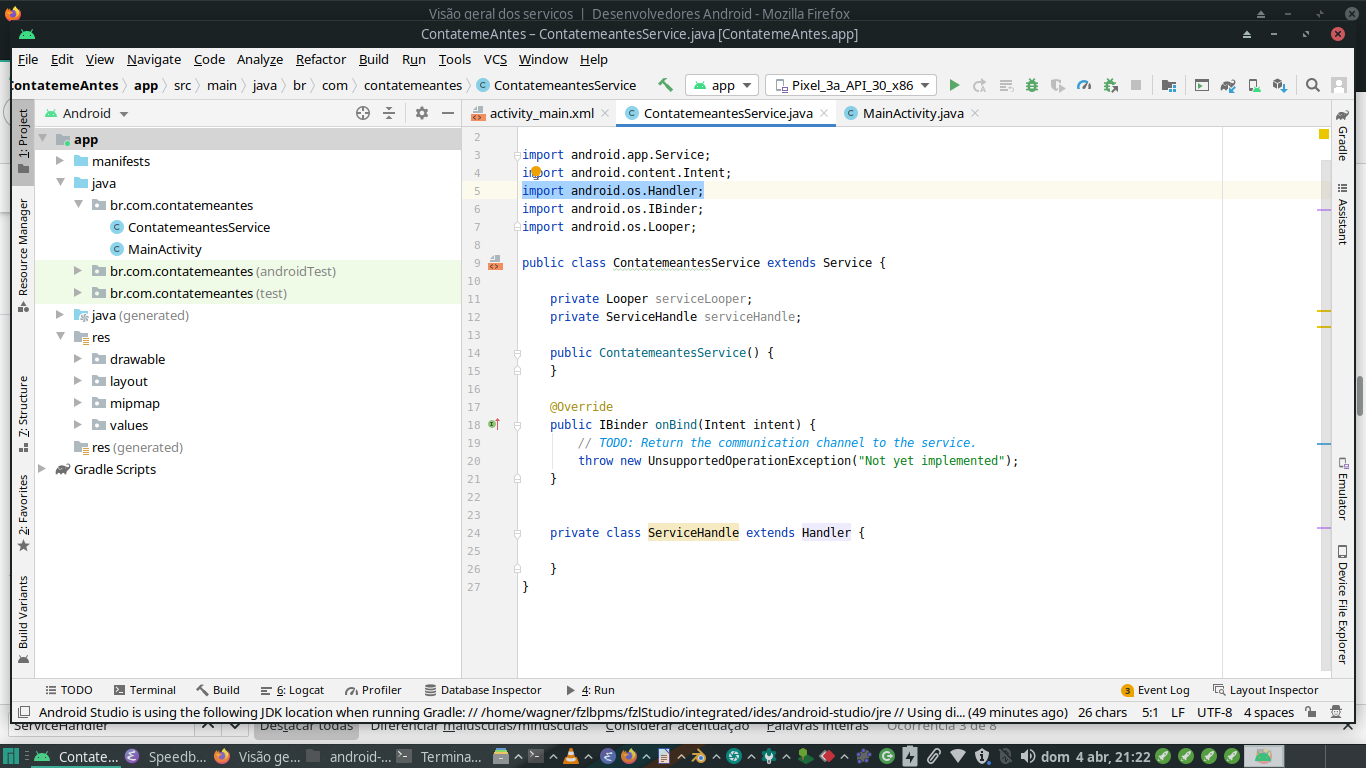 Visão geral dos servicos | Desenvolvedores Android - Mozilla Firefox
ContatemeAntes – ContatemeantesService.java [ContatemeAntes.app]
File Edit View Navigate Code Analyze Refactor Build Run Tools VCS Window Help
ContatemeAntes app src main java br com contatemeantes ContatemeantesService app Pixel_3a_API_30_x86
1: Project
Resource Manager
7: Structure
2: Favorites
Build Variants
Android
app
manifests
java
br.com.contatemeantes
ContatemeantesService
MainActivity
br.com.contatemeantes (androidTest)
br.com.contatemeantes (test)
java (generated)
res
drawable
layout
mipmap
values
res (generated)
Gradle Scripts
activity_main.xml ContatemeantesService.java MainActivity.java
2
3 import android.app.Service;
4 import android.content.Intent;
5 import android.os.Handler;
6 import android.os.IBinder;
7 import android.os.Looper;
8
9 public class ContatemeantesService extends Service {
10
11 private Looper serviceLooper;
12 private ServiceHandle serviceHandle;
13
14 public ContatemeantesService() {
15 }
16
17 @Override
18 public IBinder onBind(Intent intent) {
19 // TODO: Return the communication channel to the service.
20 throw new UnsupportedOperationException("Not yet implemented");
21 }
22
23
24 private class ServiceHandle extends Handler {
25
26 }
27 }
Gradle
Assistant
Emulator
Device File Explorer
TODO Terminal Build 6: Logcat Profiler Database Inspector 4: Run 3 Event Log Layout Inspector
Android Studio is using the following JDK location when running Gradle: // /home/wagner/fzlbpms/fzlStudio/integrated/ides/android-studio/jre // Using di... (49 minutes ago) 26 chars 5:1 LF UTF-8 4 spaces
ServiceHandler Destacar todas Diferenciar maiúsculas/minúsculas Considerar acentuação Palavras inteiras Ocorrência 3 de 8
Contate... Speedb... Visão ge... android-... Termina... dom 4 abr, 21:22